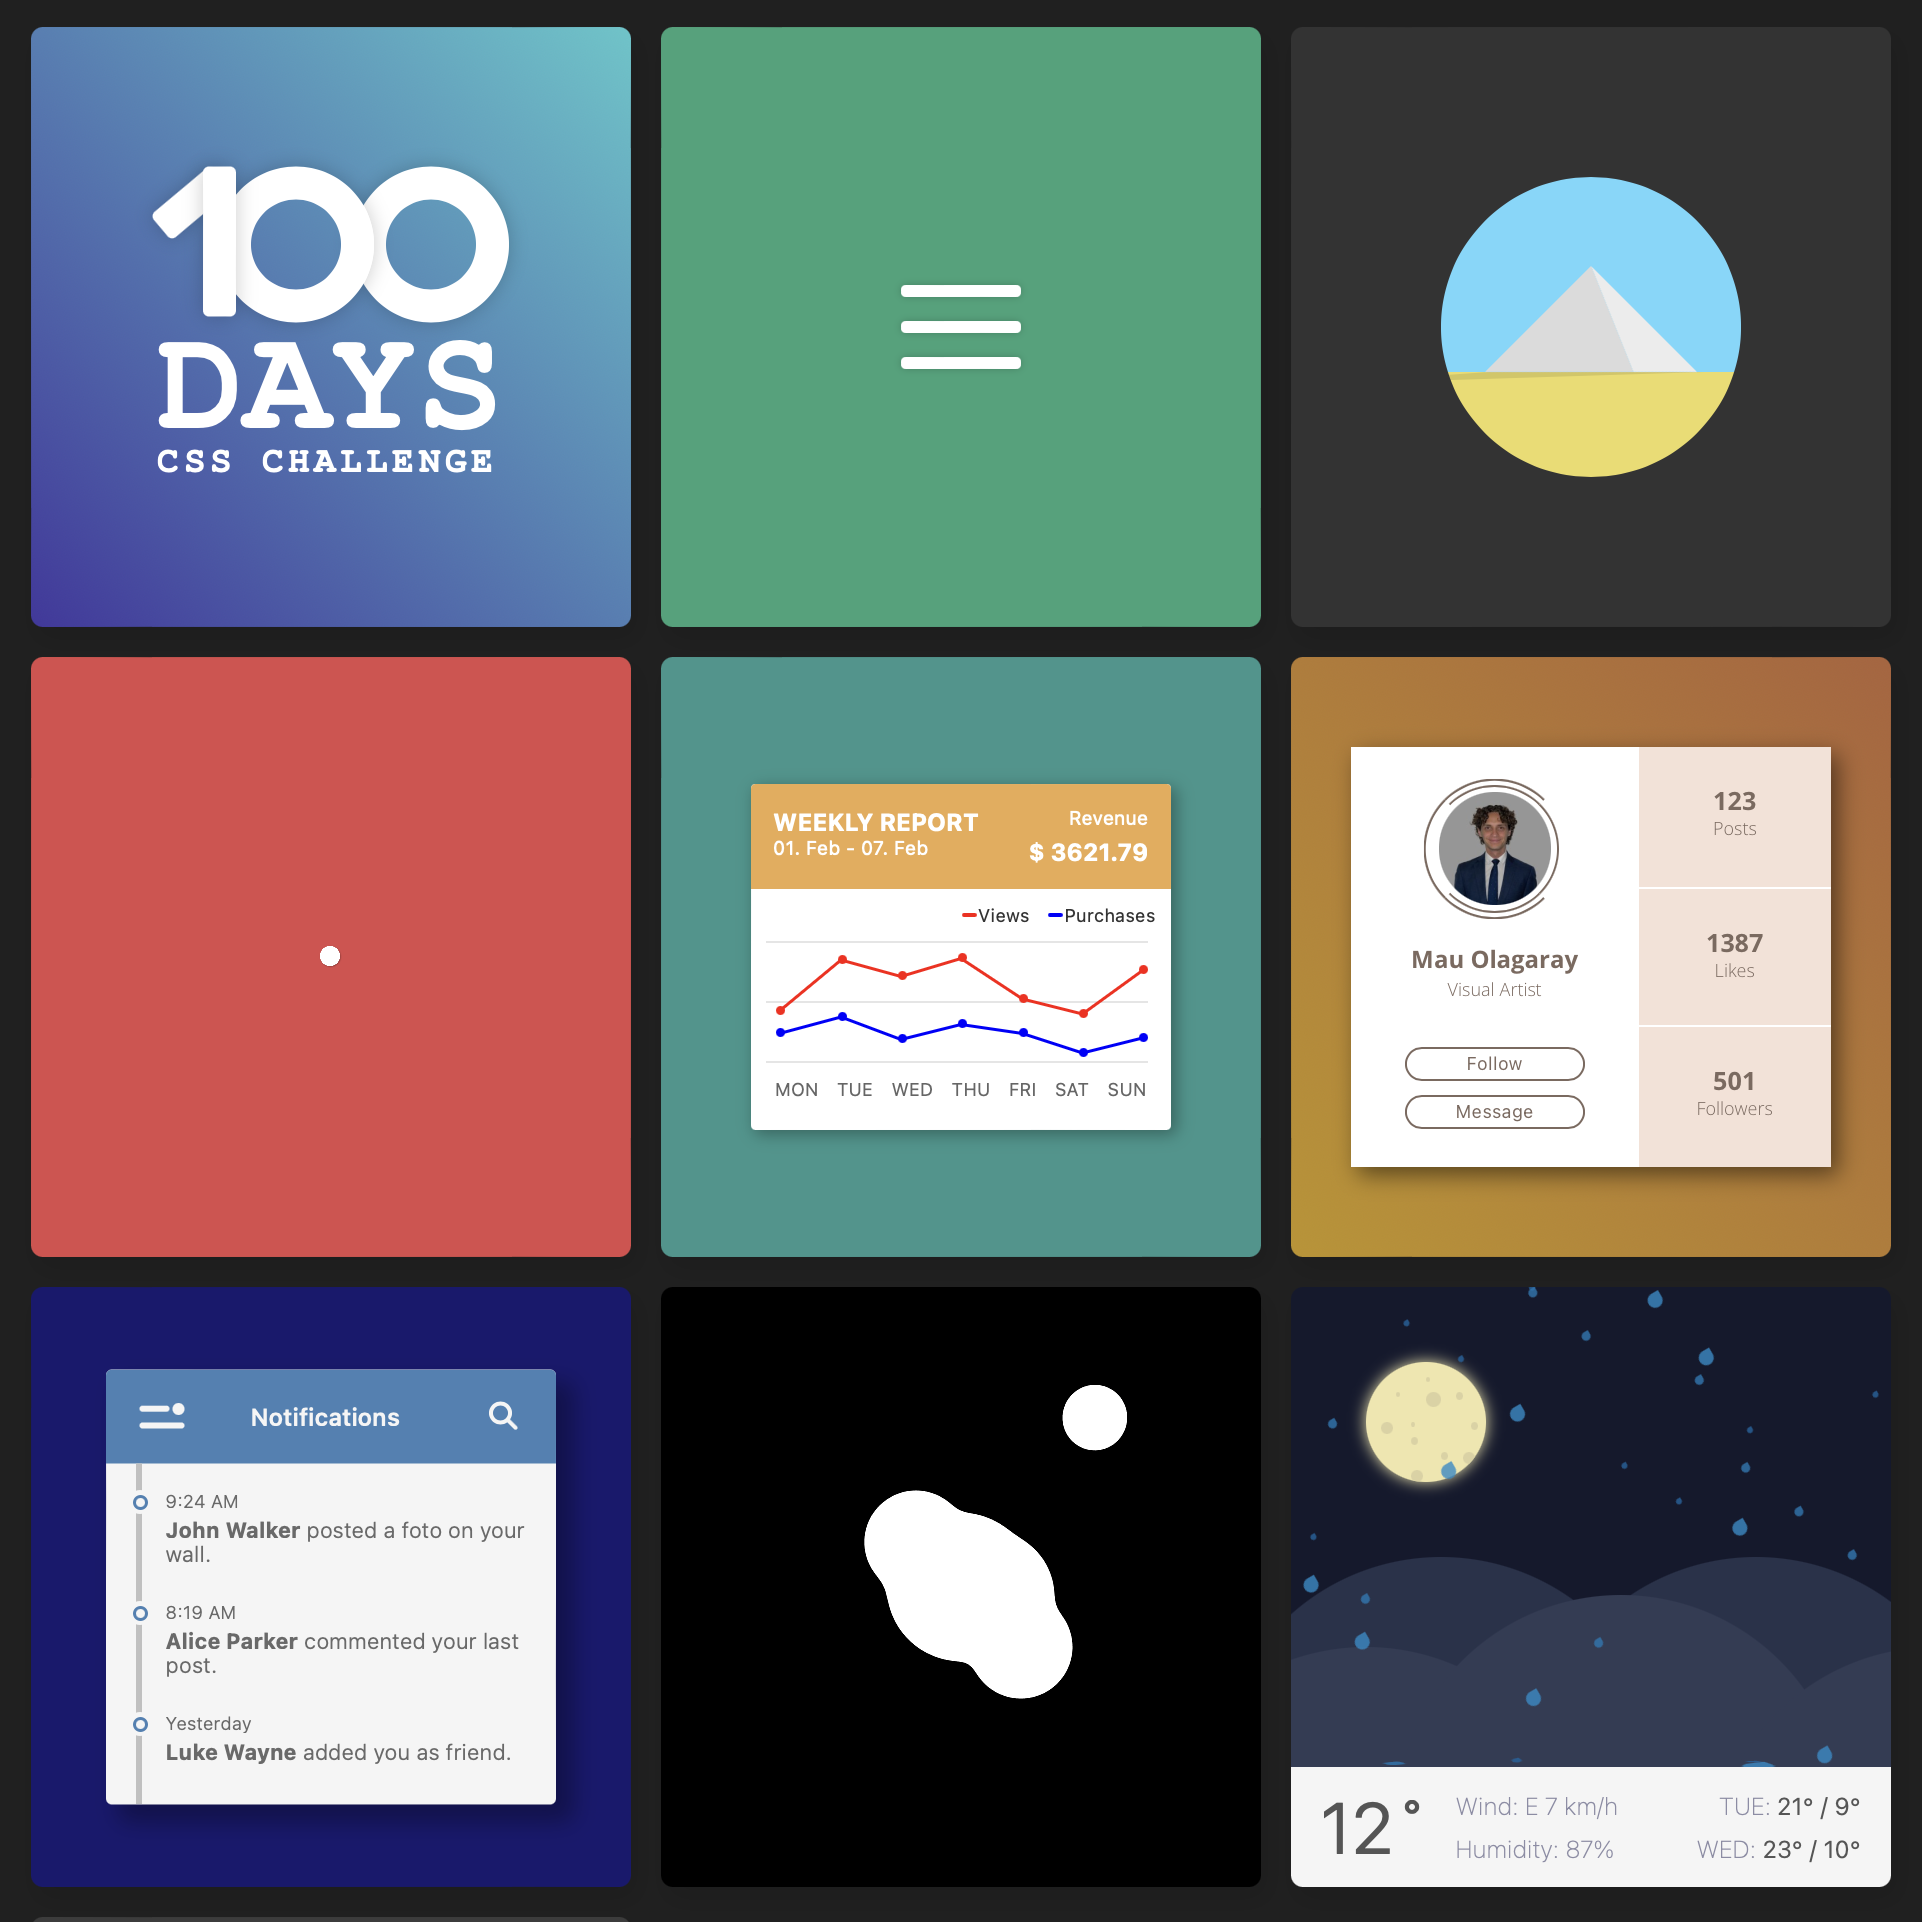 100
DAYS
CSS CHALLENGE
WEEKLY REPORT
01. Feb - 07. Feb
Revenue
$ 3621.79
Views Purchases
MON TUE WED THU FRI SAT SUN
Mau Olagaray
Visual Artist
Follow
Message
123
Posts
1387
Likes
501
Followers
Notifications
9:24 AM
John Walker posted a foto on your
wall.
8:19 AM
Alice Parker commented your last
post.
Yesterday
Luke Wayne added you as friend.
12°
Wind: E 7 km/h
Humidity: 87%
TUE: 21° / 9°
WED: 23° / 10°